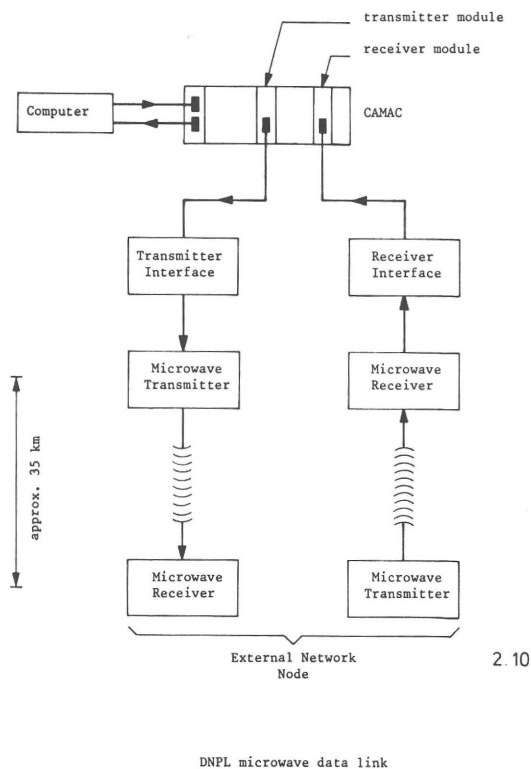 transmitter module
receiver module
Computer
CAMAC
Transmitter
Interface
Receiver
Interface
Microwave
Transmitter
Microwave
Receiver
approx. 35 km
Microwave
Receiver
Microwave
Transmitter
External Network
Node
2.10
DNPL microwave data link